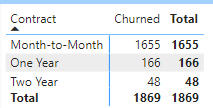 Contract Churned Total
Month-to-Month 1655 1655
One Year 166 166
Two Year 48 48
Total 1869 1869